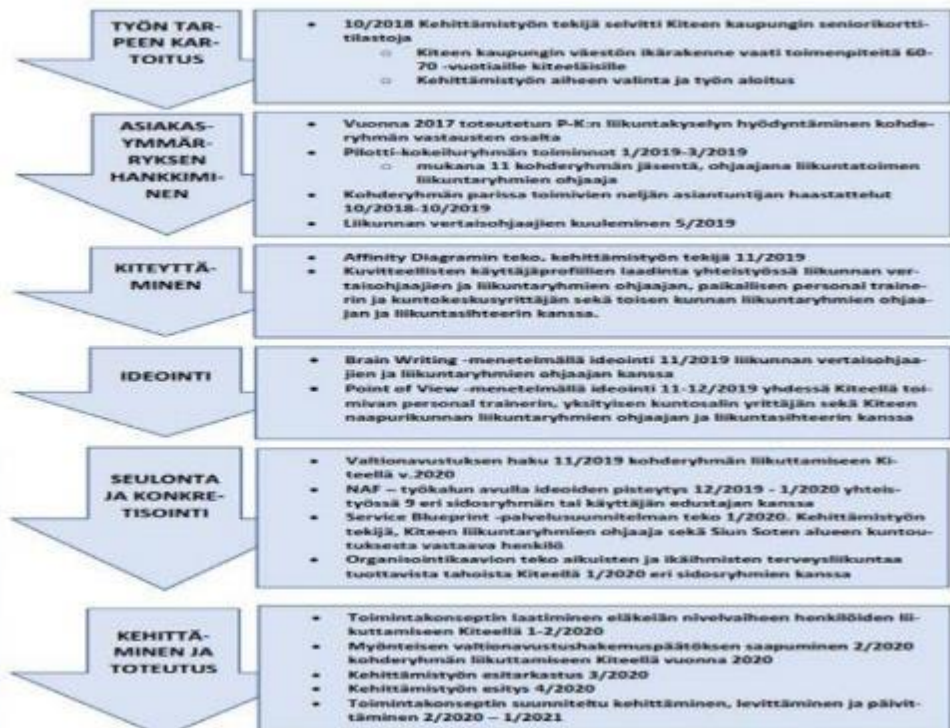 TYÖN TAR-
PEEN KAR-
TOITUS
• 10/2018 Kehittämistyön tekijä selvitti Kiteen kaupungin seniorikortti-
tilastoja
o Kiteen kaupungin väestön ikärakenne vaati toimenpiteitä 60-
70 -vuotiaille kiteeläisille
o Kehittämistyön aiheen valinta ja työn aloitus
ASIAKAS-
YMMÄR-
RYKSEN
HANKKIMI-
NEN
• Vuonna 2017 toteutetun P-K:n liikuntakyselyn hyödyntäminen kohde-
ryhmän vastausten osalta
• Pilotti-kokeiluryhmän toiminnot 1/2019-3/2019
o mukana 11 kohderyhmän jäsentä, ohjaajana liikuntatoimen
liikuntaryhmien ohjaaja
• Kohderyhmän parissa toimivien neljän asiantuntijan haastattelut
10/2018-10/2019
• Liikunnan vertaisohjaajien kuuleminen 5/2019
KITEYTTÄ-
MINEN
• Affinity Diagramin teko, kehittämistyön tekijä 11/2019
• Kuvitteellisten käyttäjäprofiilien laadinta yhteistyössä liikunnan ver-
taisohjaajien ja liikuntaryhmien ohjaajan, paikallisen personal traine-
rin ja kuntokeskusyrittäjän sekä toisen kunnan liikuntaryhmien ohjaa-
jan ja liikuntasihteerin kanssa.
IDEOINTI
• Brain Writing -menetelmällä ideointi 11/2019 liikunnan vertaisohjaa-
jien ja liikuntaryhmien ohjaajan kanssa
• Point of View -menetelmällä ideointi 11-12/2019 yhdessä Kiteellä toi-
mivan personal trainerin, yksityisen kuntosalin yrittäjän sekä Kiteen
naapurikunnan liikuntaryhmien ohjaajan ja liikuntasihteerin kanssa
SEULONTA
JA KONKRE-
TISOINTI
• Valtionavustuksen haku 11/2019 kohderyhmän liikuttamiseen Ki-
teellä v.2020
• NAF – työkalun avulla ideoiden pisteytys 12/2019 - 1/2020 yhteis-
työssä 9 eri sidosryhmän tai käyttäjän edustajan kanssa
• Service Blueprint -palvelusuunnitelman teko 1/2020. Kehittämistyön
tekijä, Kiteen liikuntaryhmien ohjaaja sekä Siun Soten alueen kuntou-
tuksesta vastaava henkilö
• Organisointikaavion teko aikuisten ja ikäihmisten terveysliikuntaa
tuottavista tahoista Kiteellä 1/2020 eri sidosryhmien kanssa
KEHITTÄ-
MINEN JA
TOTEUTUS
• Toimintakonseptin laatiminen eläkeiän nivelvaiheen henkilöiden lii-
kuttamiseen Kiteellä 1-2/2020
• Myönteisen valtionavustushakemuspäätöksen saapuminen 2/2020
kohderyhmän liikuttamiseen Kiteellä vuonna 2020
• Kehittämistyön esitarkastus 3/2020
• Kehittämistyön esitys 4/2020
• Toimintakonseptin suunniteltu kehittäminen, levittäminen ja päivit-
täminen 2/2020 – 1/2021